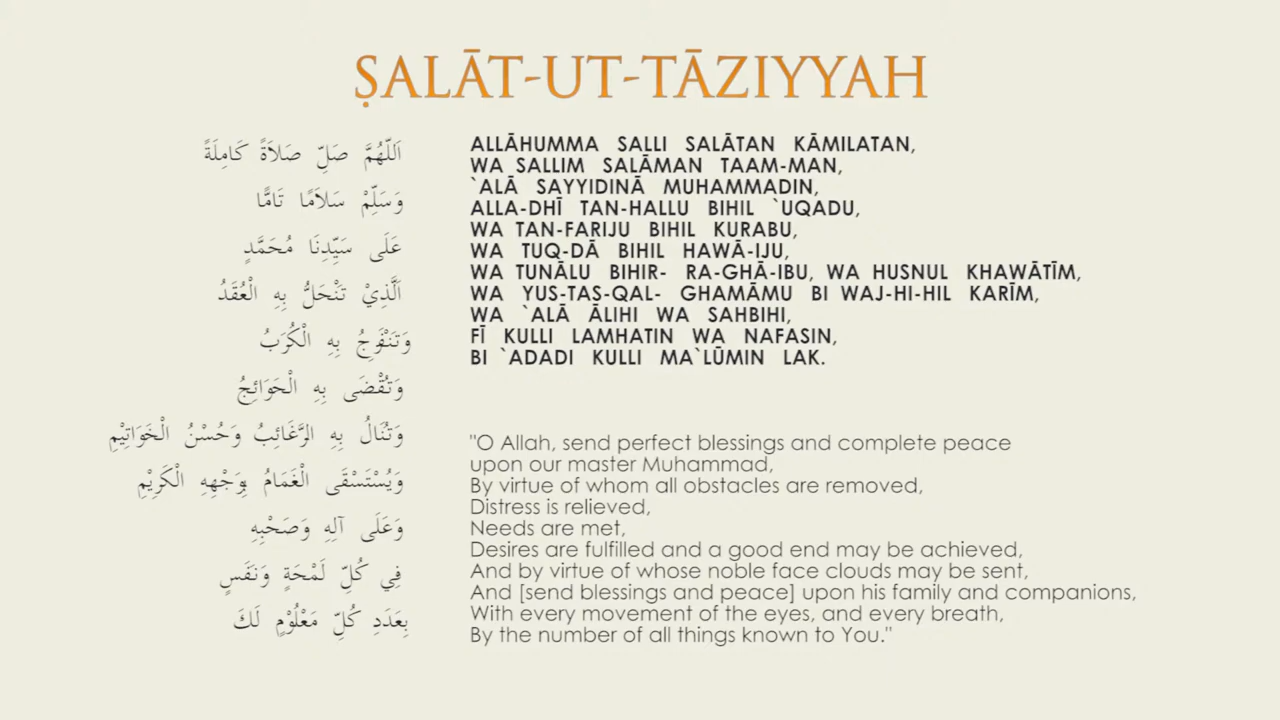 ṢALĀT-UT-TĀZIYYAH
اَللّٰهُمَّ صَلِّ صَلاَةً كَامِلَةً
وَسَلِّمْ سَلاَمًا تَامًّا
عَلَى سَيِّدِنَا مُحَمَّدٍ
اَلَّذِيْ تَنْحَلُّ بِهِ الْعُقَدُ
وَتَنْفَرِجُ بِهِ الْكُرَبُ
وَتُقْضَى بِهِ الْحَوَائِجُ
وَتُنَالُ بِهِ الرَّغَائِبُ وَحُسْنُ الْخَوَاتِيْمِ
وَيُسْتَسْقَى الْغَمَامُ بِوَجْهِهِ الْكَرِيْمِ
وَعَلَى آلِهِ وَصَحْبِهِ
فِي كُلِّ لَمْحَةٍ وَنَفَسٍ
بِعَدَدِ كُلِّ مَعْلُوْمٍ لَكَ
ALLĀHUMMA SALLI SALĀTAN KĀMILATAN,
WA SALLIM SALĀMAN TAAM-MAN,
`ALĀ SAYYIDINĀ MUHAMMADIN,
ALLA-DHĪ TAN-HALLU BIHIL `UQADU,
WA TAN-FARIJU BIHIL KURABU,
WA TUQ-DĀ BIHIL HAWĀ-IJU,
WA TUNĀLU BIHIR- RA-GHĀ-IBU, WA HUSNUL KHAWĀTĪM,
WA YUS-TAS-QAL- GHAMĀMU BI WAJ-HI-HIL KARĪM,
WA `ALĀ ĀLIHI WA SAHBIHI,
FĪ KULLI LAMHATIN WA NAFASIN,
BI `ADADI KULLI MA`LŪMIN LAK.
"O Allah, send perfect blessings and complete peace
upon our master Muhammad,
By virtue of whom all obstacles are removed,
Distress is relieved,
Needs are met,
Desires are fulfilled and a good end may be achieved,
And by virtue of whose noble face clouds may be sent,
And [send blessings and peace] upon his family and companions,
With every movement of the eyes, and every breath,
By the number of all things known to You."